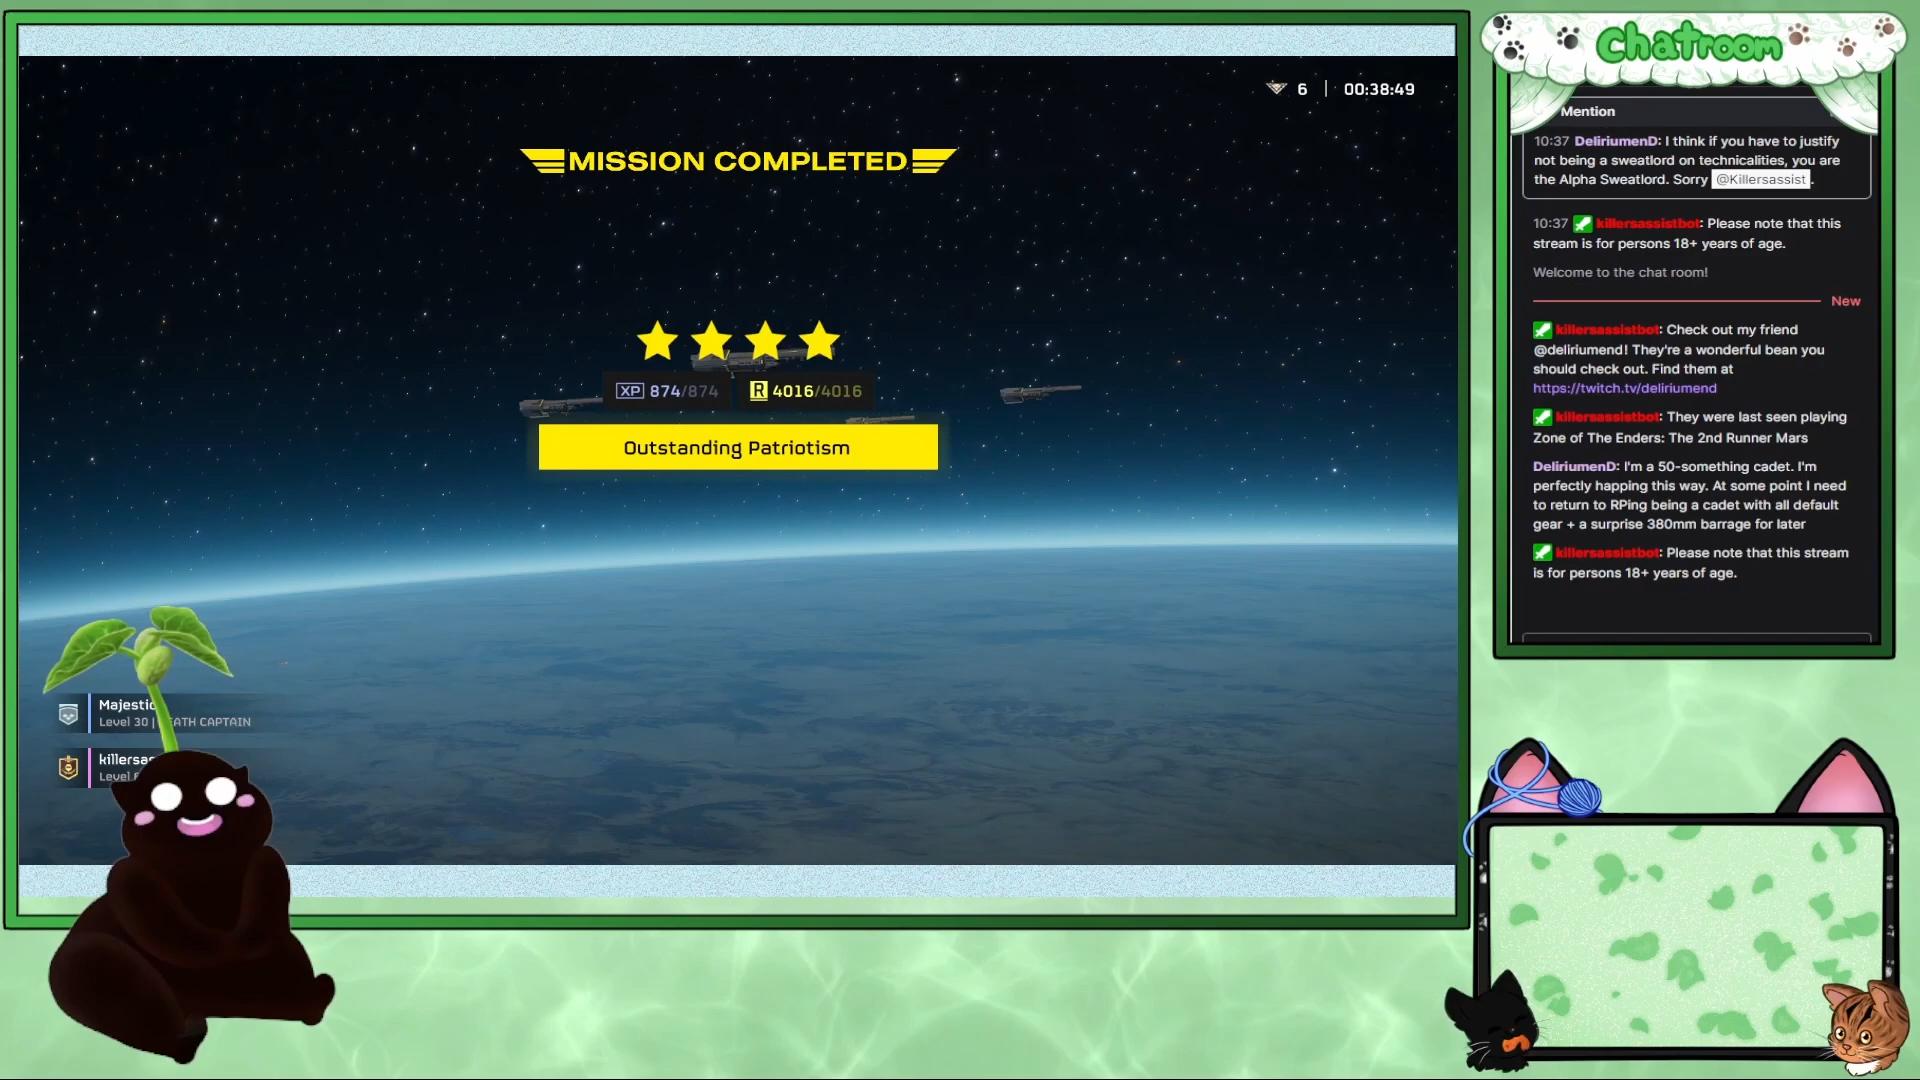 6 | 00:38:49
MISSION COMPLETED
XP 874/874 R 4016/4016
Outstanding Patriotism
Majestic
Level 30 |
killersas
Level
Chatroom
Mention
10:37 DeliriumenD: I think if you have to justify
not being a sweatlord on technicalities, you are
the Alpha Sweatlord. Sorry @Killersassist.
10:37 killersassistbot: Please note that this
stream is for persons 18+ years of age.
Welcome to the chat room!
New
killersassistbot: Check out my friend
@deliriumend! They're a wonderful bean you
should check out. Find them at
https://twitch.tv/deliriumend
killersassistbot: They were last seen playing
Zone of The Enders: The 2nd Runner Mars
DeliriumenD: I'm a 50-something cadet. I'm
perfectly happing this way. At some point I need
to return to RPing being a cadet with all default
gear + a surprise 380mm barrage for later
killersassistbot: Please note that this stream
is for persons 18+ years of age.